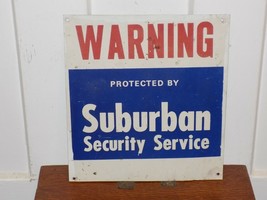 WARNING
PROTECTED BY
Suburban
Security Service